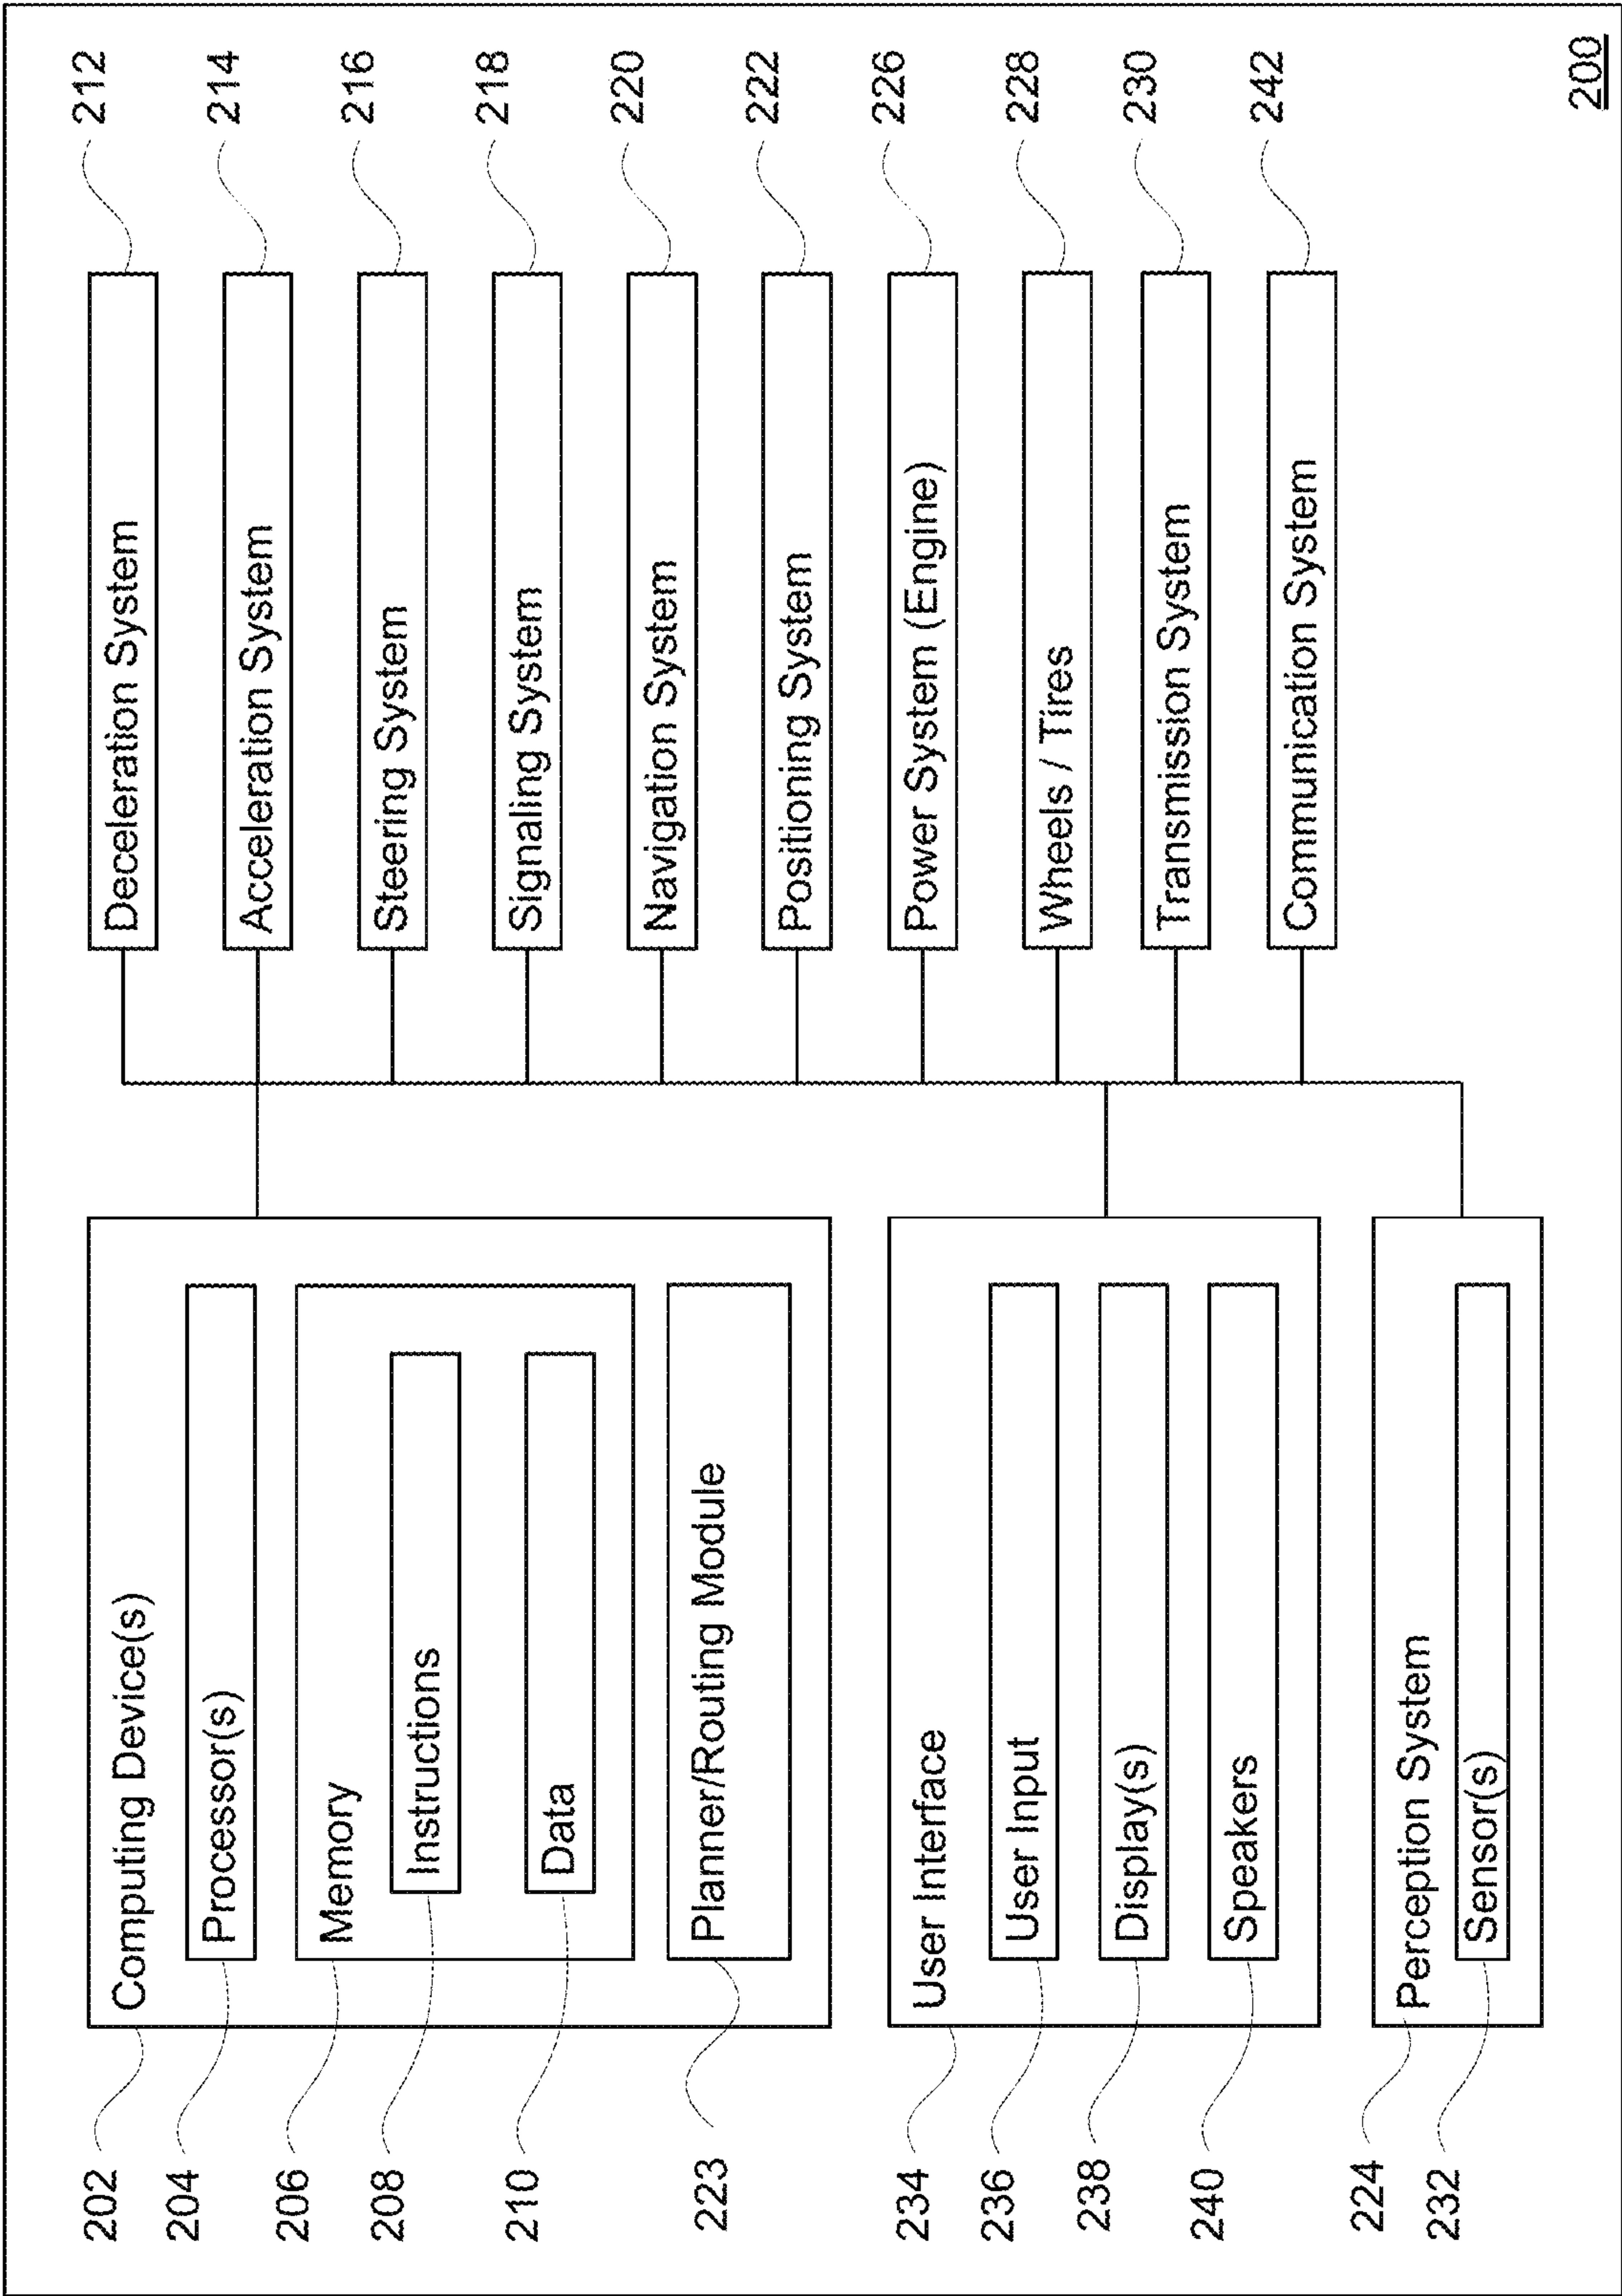 202
Computing Device(s)
204
Processor(s)
206
Memory
208
Instructions
210
Data
223
Planner/Routing Module
234
User Interface
236
User Input
238
Display(s)
240
Speakers
224
Perception System
232
Sensor(s)
Deceleration System
212
Acceleration System
214
Steering System
216
Signaling System
218
Navigation System
220
Positioning System
222
Power System (Engine)
226
Wheels / Tires
228
Transmission System
230
Communication System
242
200